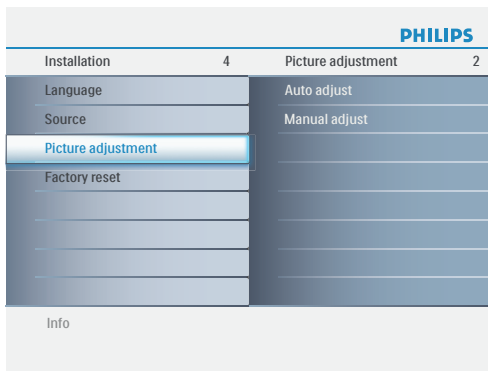 PHILIPS
Installation 4
Language
Source
Picture adjustment
Factory reset
Picture adjustment 2
Auto adjust
Manual adjust
Info